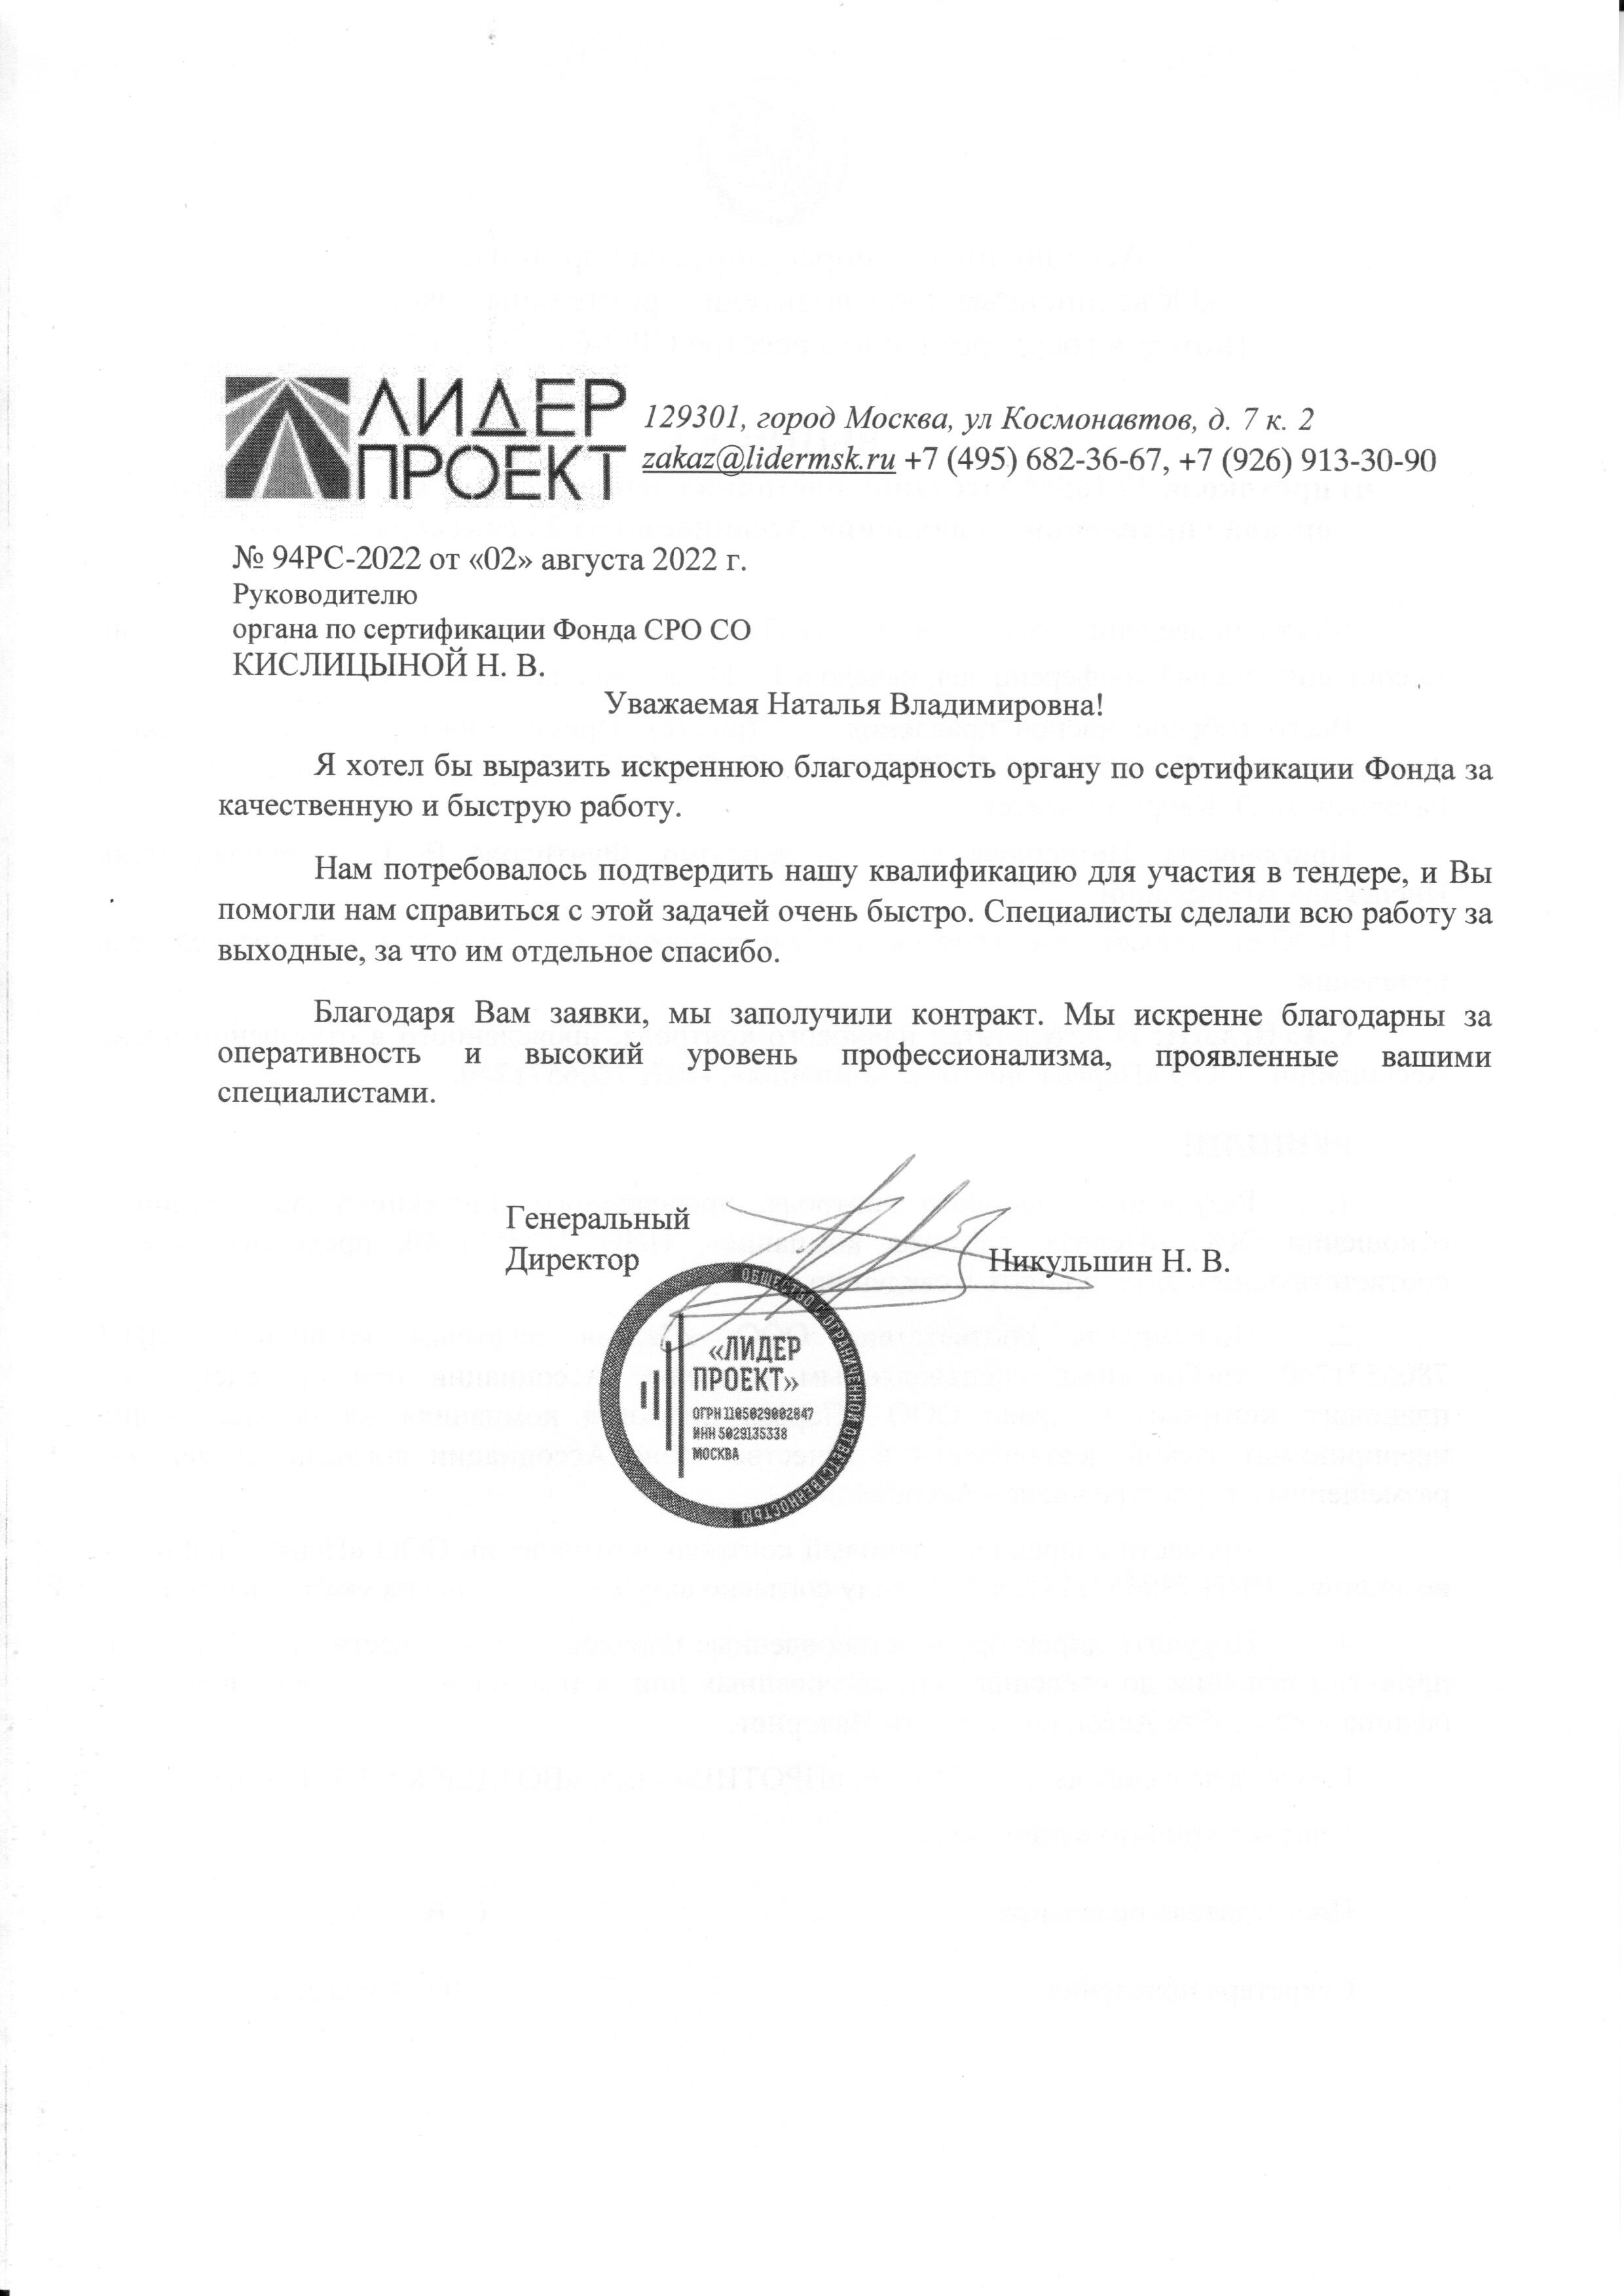 ЛИДЕР
ПРОЕКТ
129301, город Москва, ул Космонавтов, д. 7 к. 2
zakaz@lidermsk.ru +7 (495) 682-36-67, +7 (926) 913-30-90
№ 94РС-2022 от «02» августа 2022 г.
Руководителю
органа по сертификации Фонда СРО СО
КИСЛИЦЫНОЙ Н. В.
Уважаемая Наталья Владимировна!
Я хотел бы выразить искреннюю благодарность органу по сертификации Фонда за
качественную и быструю работу.
Нам потребовалось подтвердить нашу квалификацию для участия в тендере, и Вы
помогли нам справиться с этой задачей очень быстро. Специалисты сделали всю работу за
выходные, за что им отдельное спасибо.
Благодаря Вам заявки, мы заполучили контракт. Мы искренне благодарны за
оперативность и высокий уровень профессионализма, проявленные вашими
специалистами.
Генеральный
Директор Никульшин Н. В.
ОБЩЕСТВО С ОГРАНИЧЕННОЙ ОТВЕТСТВЕННОСТЬЮ
«ЛИДЕР
ПРОЕКТ»
ОГРН 1105029002847
ИНН 5029135338
МОСКВА